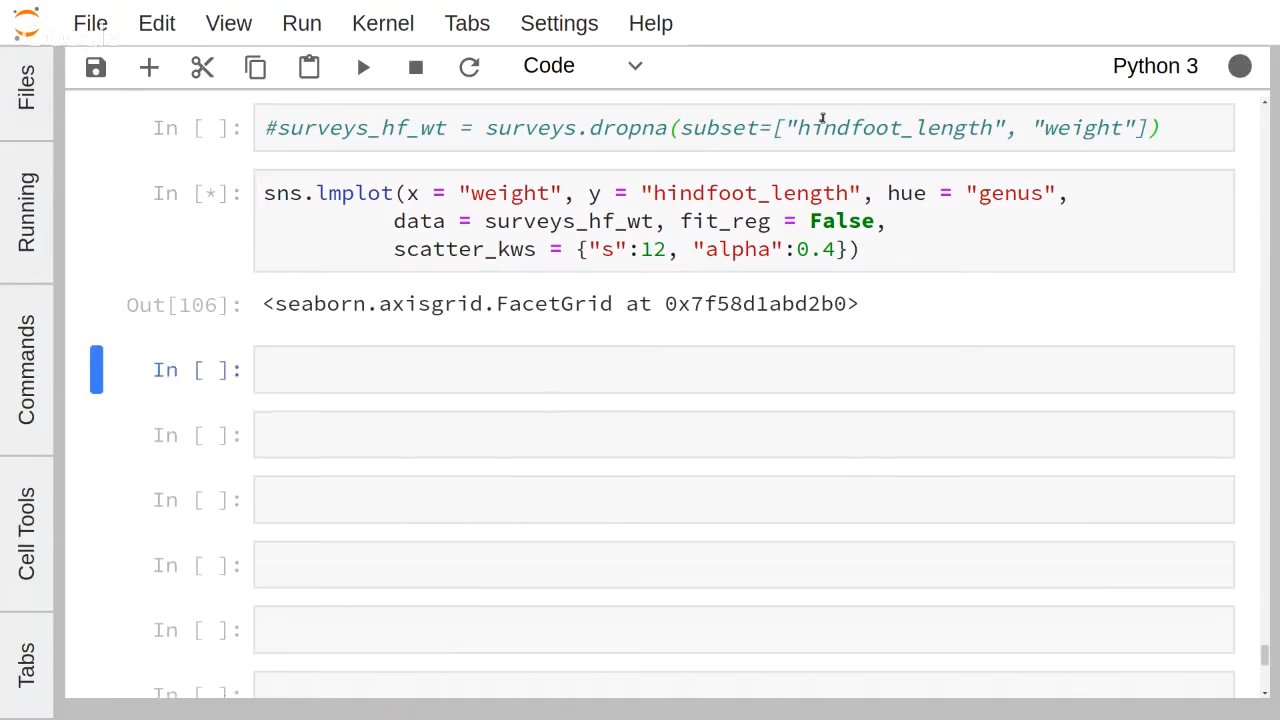 File Edit View Run Kernel Tabs Settings Help
Code
Python 3
Files
Running
Commands
Cell Tools
Tabs
In [ ]: #surveys_hf_wt = surveys.dropna(subset=["hindfoot_length", "weight"])
In [*]: sns.lmplot(x = "weight", y = "hindfoot_length", hue = "genus",
data = surveys_hf_wt, fit_reg = False,
scatter_kws = {"s":12, "alpha":0.4})
Out[106]: <seaborn.axisgrid.FacetGrid at 0x7f58d1abd2b0>
In [ ]:
In [ ]:
In [ ]:
In [ ]:
In [ ]:
In [ ]: